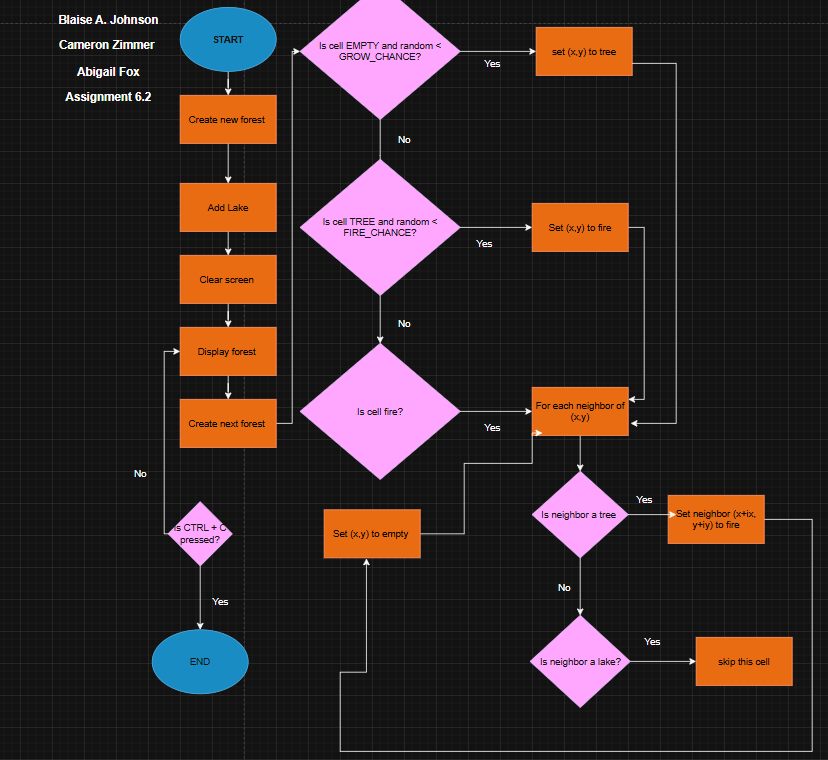 Blaise A. Johnson
Cameron Zimmer
Abigail Fox
Assignment 6.2
START
Create new forest
Add Lake
Clear screen
Display forest
Create next forest
No
Is CTRL + C
pressed?
Yes
END
Is cell EMPTY and random <
GROW_CHANCE?
Yes
set (x,y) to tree
No
Is cell TREE and random <
FIRE_CHANCE?
Yes
Set (x,y) to fire
No
Is cell fire?
Yes
For each neighbor of
(x,y)
Set (x,y) to empty
Is neighbor a tree
Yes
Set neighbor (x+ix,
y+iy) to fire
No
Is neighbor a lake?
Yes
skip this cell